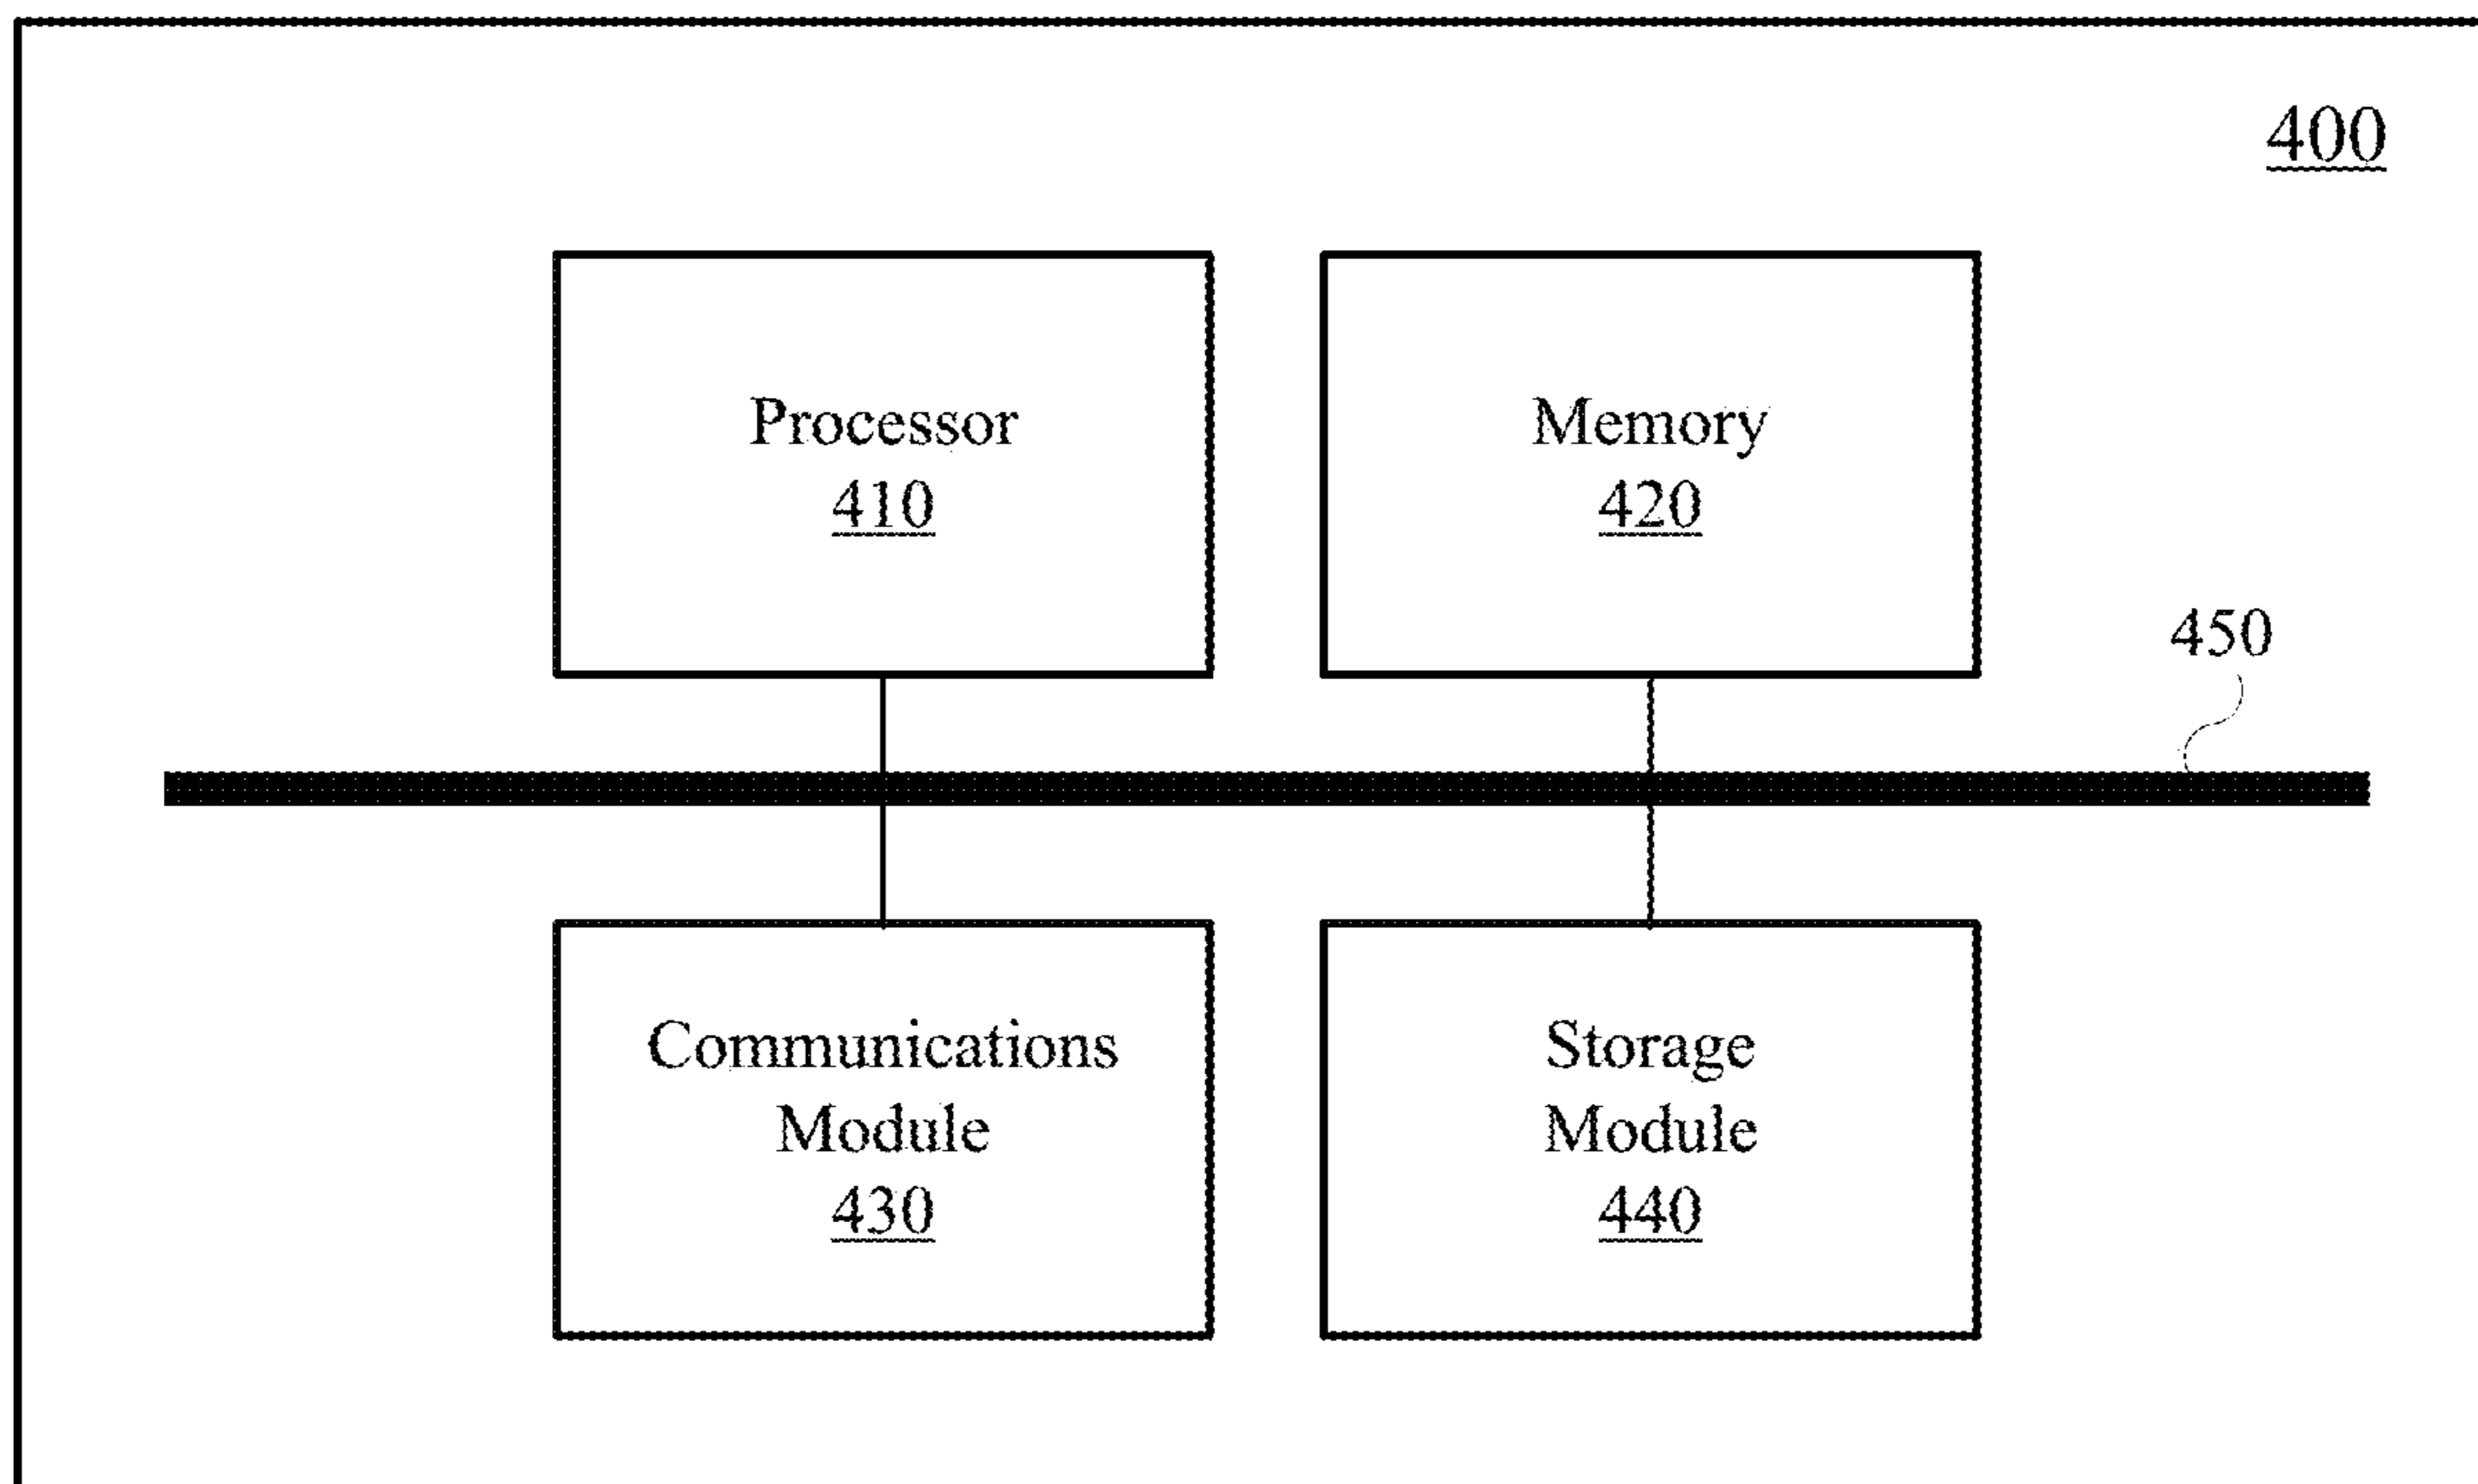 400
Processor
410
Memory
420
450
Communications
Module
430
Storage
Module
440